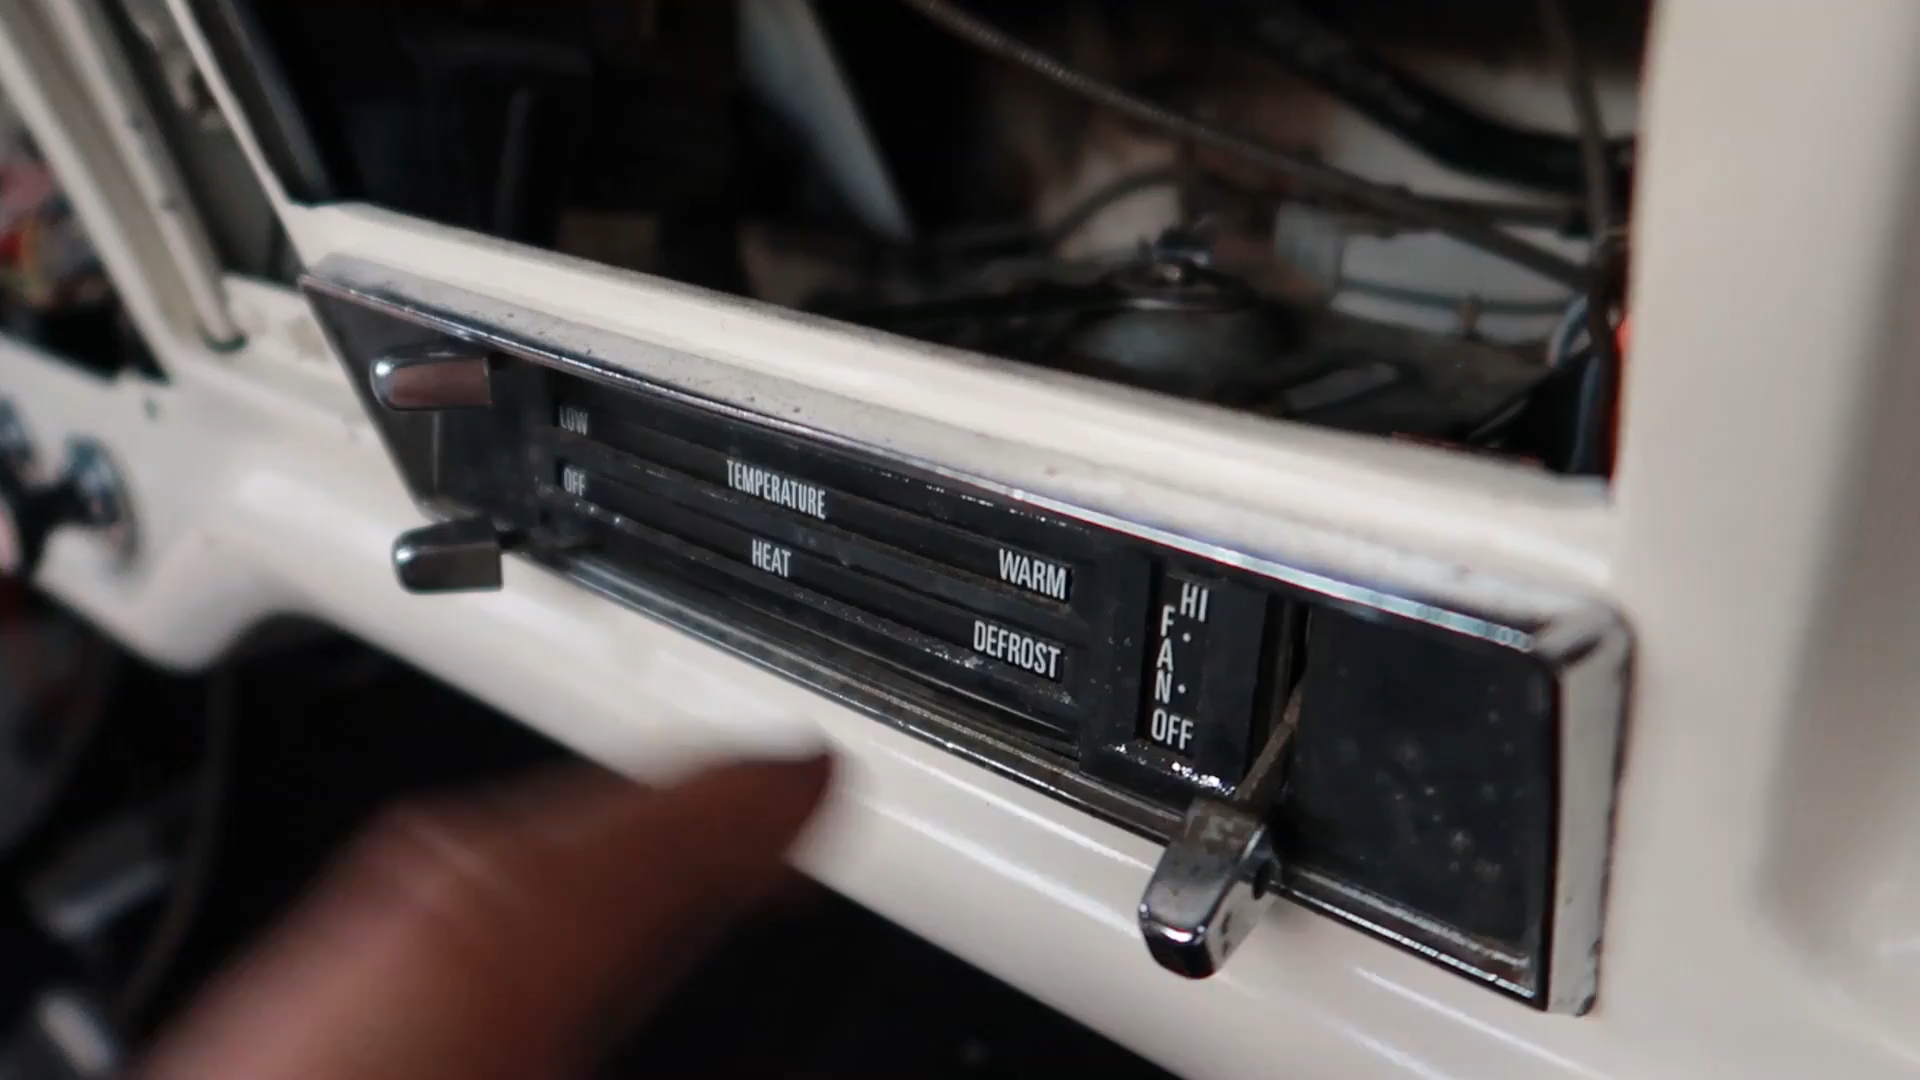 LOW
TEMPERATURE
WARM
OFF
HEAT
DEFROST
HI
FAN
OFF